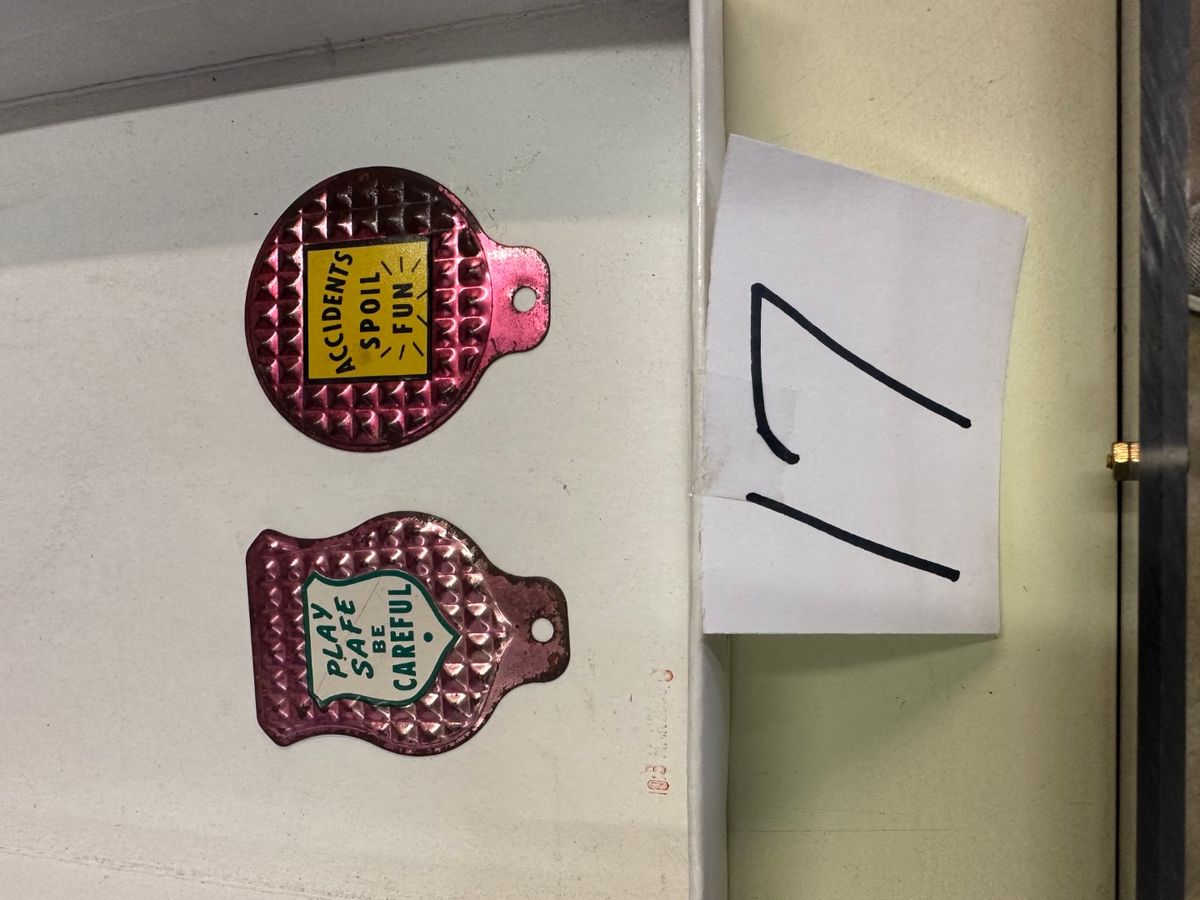 ACCIDENTS
SPOIL
FUN
PLAY
SAFE
BE
CAREFUL
17